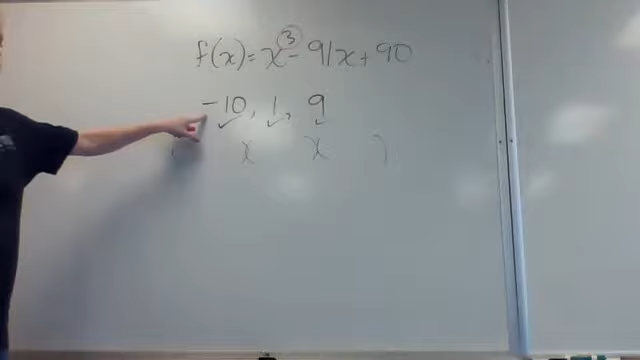 f(x)=x³-91x+90
-10, 1, 9
( )( )( )